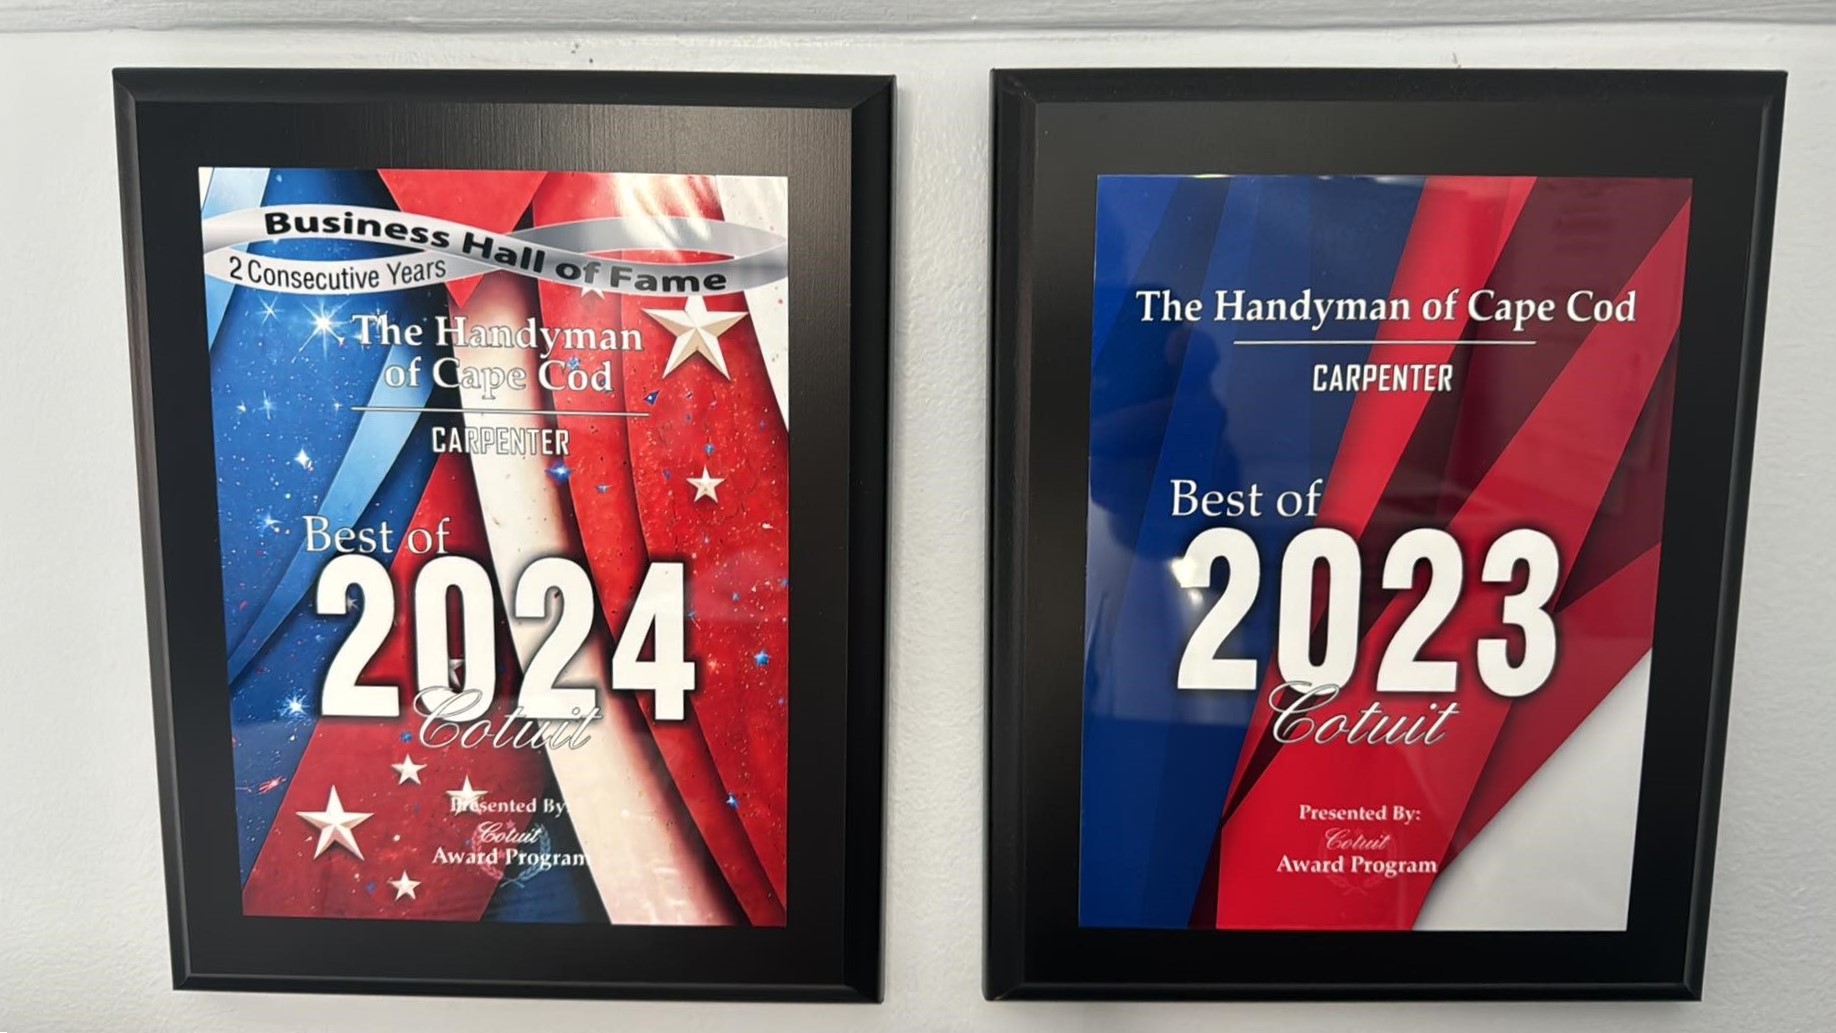 Business Hall of Fame
2 Consecutive Years
The Handyman
of Cape Cod
CARPENTER
Best of
2024
Cotuit
Presented By:
Cotuit
Award Program
The Handyman of Cape Cod
CARPENTER
Best of
2023
Cotuit
Presented By:
Cotuit
Award Program